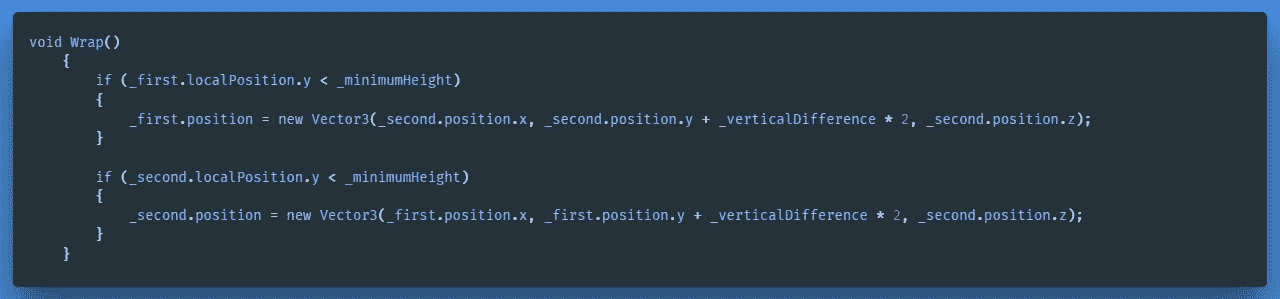 void Wrap()
{
if (_first.localPosition.y < _minimumHeight)
{
_first.position = new Vector3(_second.position.x, _second.position.y + _verticalDifference * 2, _second.position.z);
}
if (_second.localPosition.y < _minimumHeight)
{
_second.position = new Vector3(_first.position.x, _first.position.y + _verticalDifference * 2, _second.position.z);
}
}